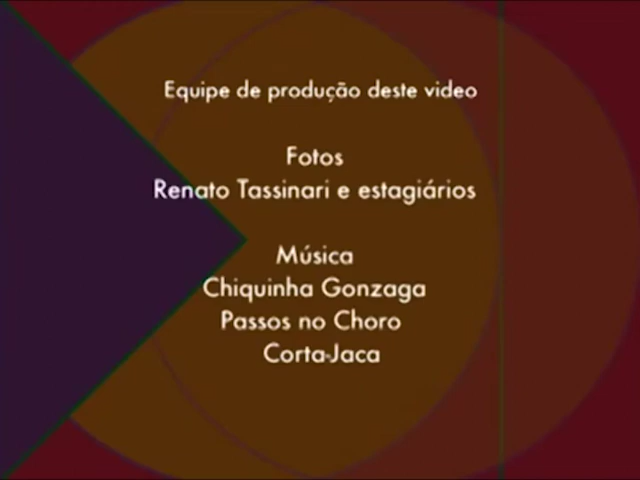 Equipe de produção deste video
Fotos
Renato Tassinari e estagiários
Música
Chiquinha Gonzaga
Passos no Choro
Corta-Jaca